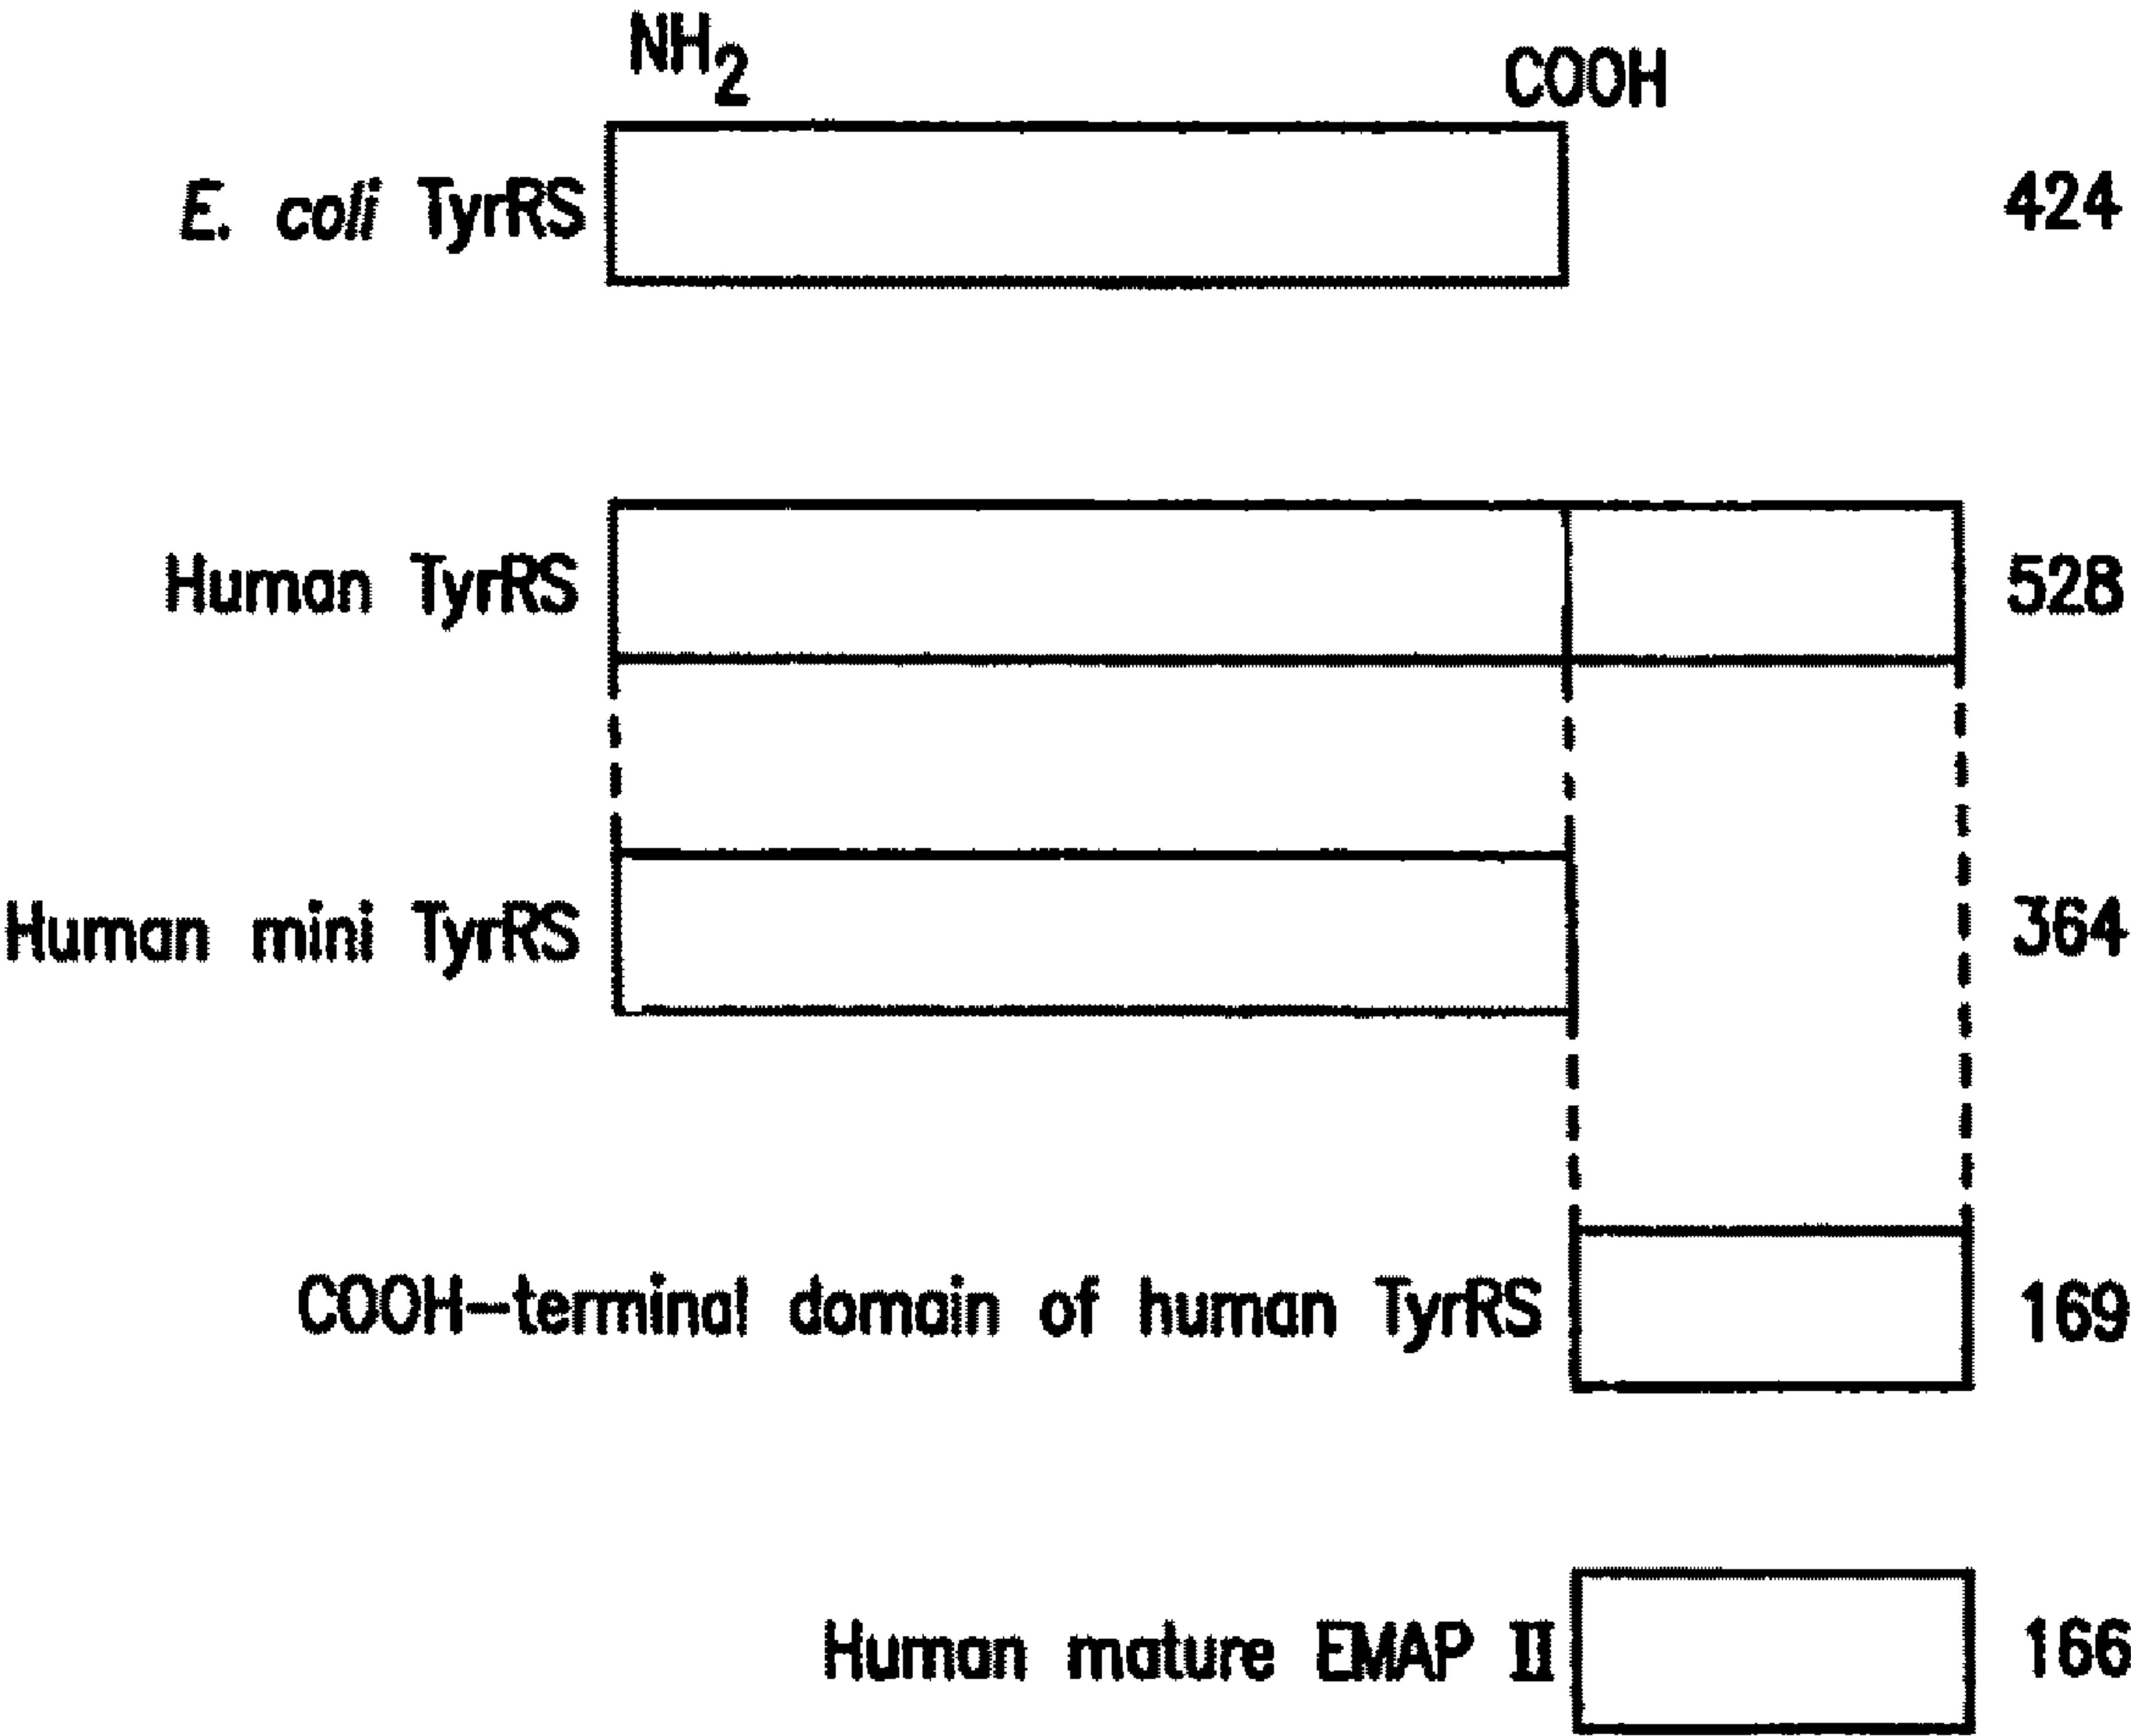 NH2
COOH
E. coli TyrRS 424
Human TyrRS 528
Human mini TyrRS 364
COOH-terminal domain of human TyrRS 169
Human mature EMAP II 166